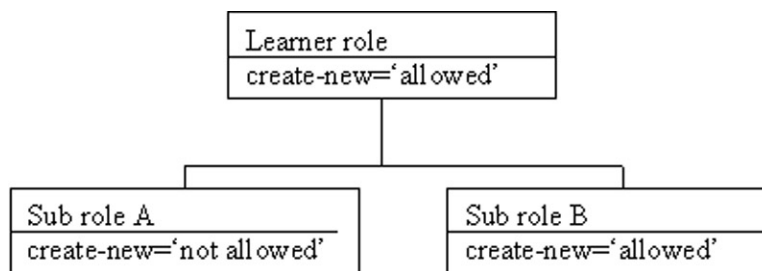 Learner role
create-new=‘allowed’
Sub role A
create-new=‘not allowed’
Sub role B
create-new=‘allowed’